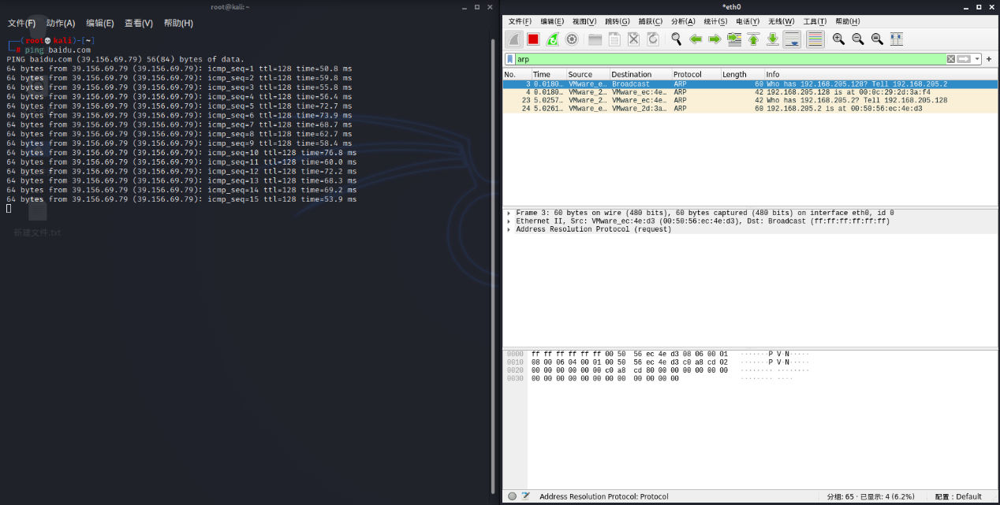 root@kali: ~
文件(F) 动作(A) 编辑(E) 查看(V) 帮助(H)
┌──(root💀kali)-[~]
└─# ping baidu.com
PING baidu.com (39.156.69.79) 56(84) bytes of data.
64 bytes from 39.156.69.79 (39.156.69.79): icmp_seq=1 ttl=128 time=50.8 ms
64 bytes from 39.156.69.79 (39.156.69.79): icmp_seq=2 ttl=128 time=59.8 ms
64 bytes from 39.156.69.79 (39.156.69.79): icmp_seq=3 ttl=128 time=55.8 ms
64 bytes from 39.156.69.79 (39.156.69.79): icmp_seq=4 ttl=128 time=56.4 ms
64 bytes from 39.156.69.79 (39.156.69.79): icmp_seq=5 ttl=128 time=72.7 ms
64 bytes from 39.156.69.79 (39.156.69.79): icmp_seq=6 ttl=128 time=73.9 ms
64 bytes from 39.156.69.79 (39.156.69.79): icmp_seq=7 ttl=128 time=68.7 ms
64 bytes from 39.156.69.79 (39.156.69.79): icmp_seq=8 ttl=128 time=62.7 ms
64 bytes from 39.156.69.79 (39.156.69.79): icmp_seq=9 ttl=128 time=58.4 ms
64 bytes from 39.156.69.79 (39.156.69.79): icmp_seq=10 ttl=128 time=76.8 ms
64 bytes from 39.156.69.79 (39.156.69.79): icmp_seq=11 ttl=128 time=60.0 ms
64 bytes from 39.156.69.79 (39.156.69.79): icmp_seq=12 ttl=128 time=72.2 ms
64 bytes from 39.156.69.79 (39.156.69.79): icmp_seq=13 ttl=128 time=68.3 ms
64 bytes from 39.156.69.79 (39.156.69.79): icmp_seq=14 ttl=128 time=69.2 ms
64 bytes from 39.156.69.79 (39.156.69.79): icmp_seq=15 ttl=128 time=53.9 ms
新建文件.txt
*eth0
文件(F) 编辑(E) 视图(V) 跳转(G) 捕获(C) 分析(A) 统计(S) 电话(Y) 无线(W) 工具(T) 帮助(H)
arp
No. Time Source Destination Protocol Length Info
3 0.0180… VMware_e… Broadcast ARP 60 Who has 192.168.205.128? Tell 192.168.205.2
4 0.0180… VMware_2… VMware_ec:4e… ARP 42 192.168.205.128 is at 00:0c:29:2d:3a:f4
23 5.0257… VMware_2… VMware_ec:4e… ARP 42 Who has 192.168.205.2? Tell 192.168.205.128
24 5.0261… VMware_e… VMware_2d:3a… ARP 60 192.168.205.2 is at 00:50:56:ec:4e:d3
Frame 3: 60 bytes on wire (480 bits), 60 bytes captured (480 bits) on interface eth0, id 0
Ethernet II, Src: VMware_ec:4e:d3 (00:50:56:ec:4e:d3), Dst: Broadcast (ff:ff:ff:ff:ff:ff)
Address Resolution Protocol (request)
0000 ff ff ff ff ff ff 00 50 56 ec 4e d3 08 06 00 01 ·······P V·N·····
0010 08 00 06 04 00 01 00 50 56 ec 4e d3 c0 a8 cd 02 ·······P V·N·····
0020 00 00 00 00 00 00 c0 a8 cd 80 00 00 00 00 00 00 ········ ········
0030 00 00 00 00 00 00 00 00 00 00 00 00 ········ ····
Address Resolution Protocol: Protocol 分组: 65 · 已显示: 4 (6.2%) 配置：Default